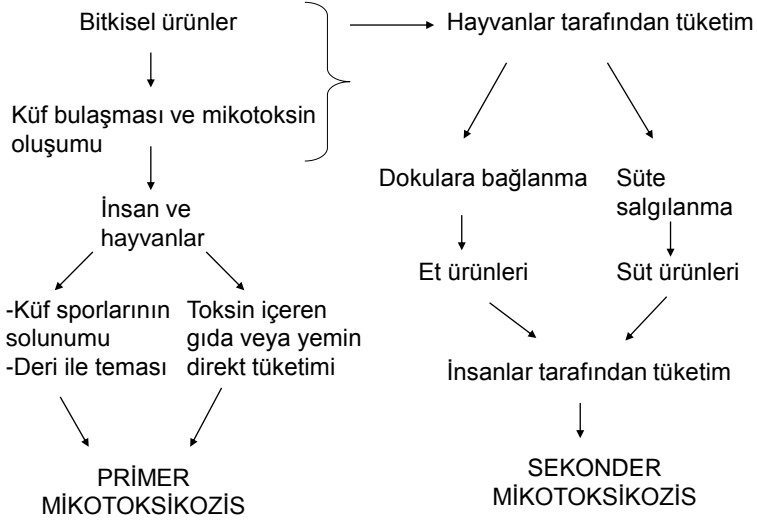 Bitkisel ürünler
Küf bulaşması ve mikotoksin
oluşumu
İnsan ve
hayvanlar
-Küf sporlarının
solunumu
-Deri ile teması
Toksin içeren
gıda veya yemin
direkt tüketimi
PRİMER
MİKOTOKSİKOZİS
Hayvanlar tarafından tüketim
Dokulara bağlanma
Süte
salgılanma
Et ürünleri
Süt ürünleri
İnsanlar tarafından tüketim
SEKONDER
MİKOTOKSİKOZİS